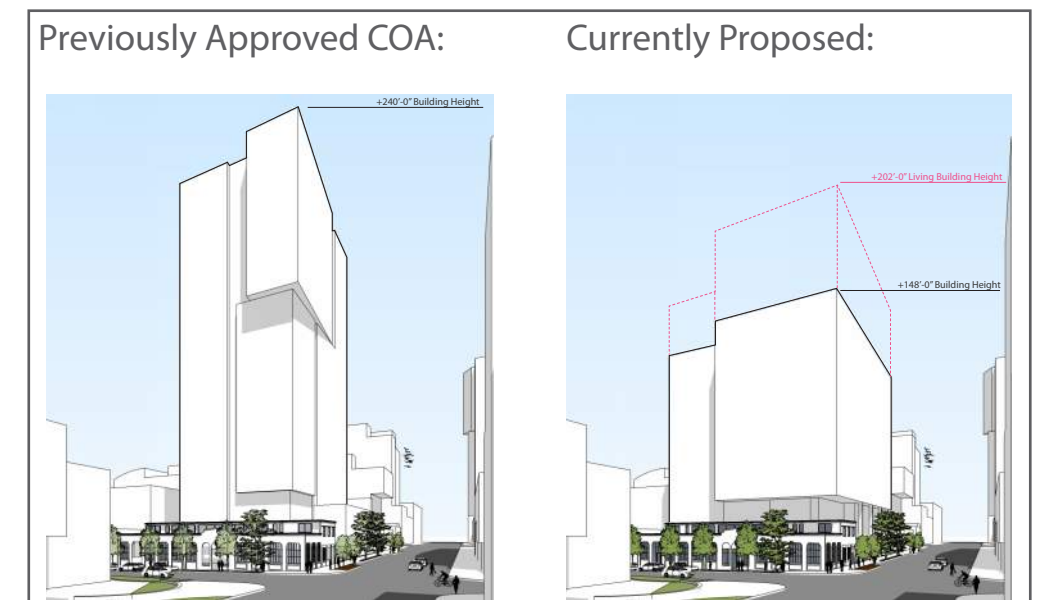 Previously Approved COA:
Currently Proposed:
+240'-0" Building Height
+202'-0" Living Building Height
+148'-0" Building Height